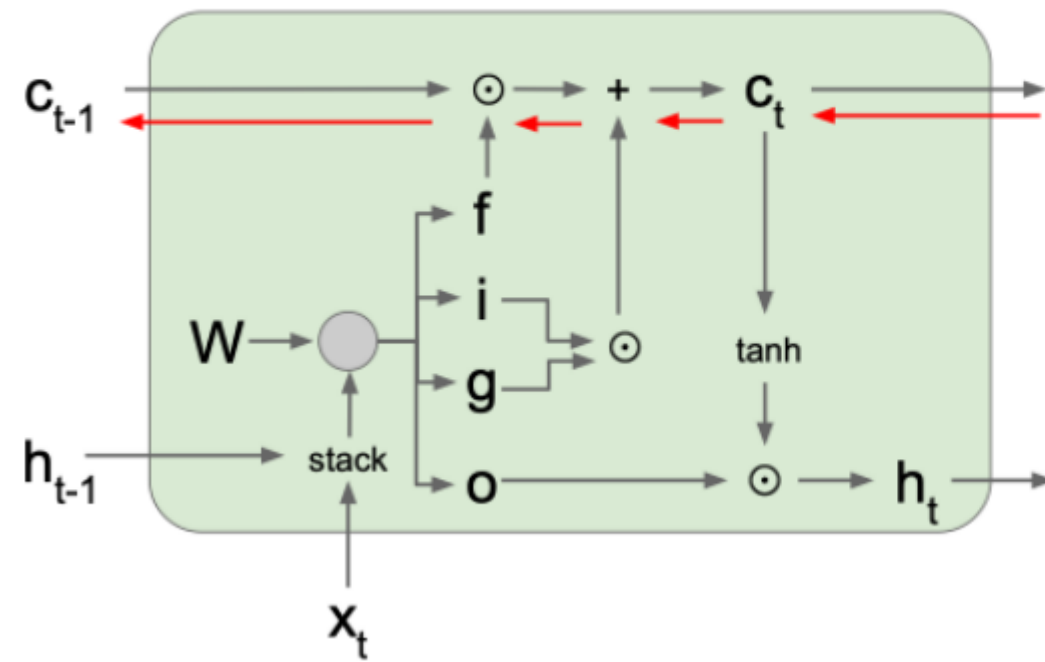 c_{t-1} ⊙ + c_t
f
i
W ⊙ tanh
g
h_{t-1} stack
o ⊙ h_t
x_t